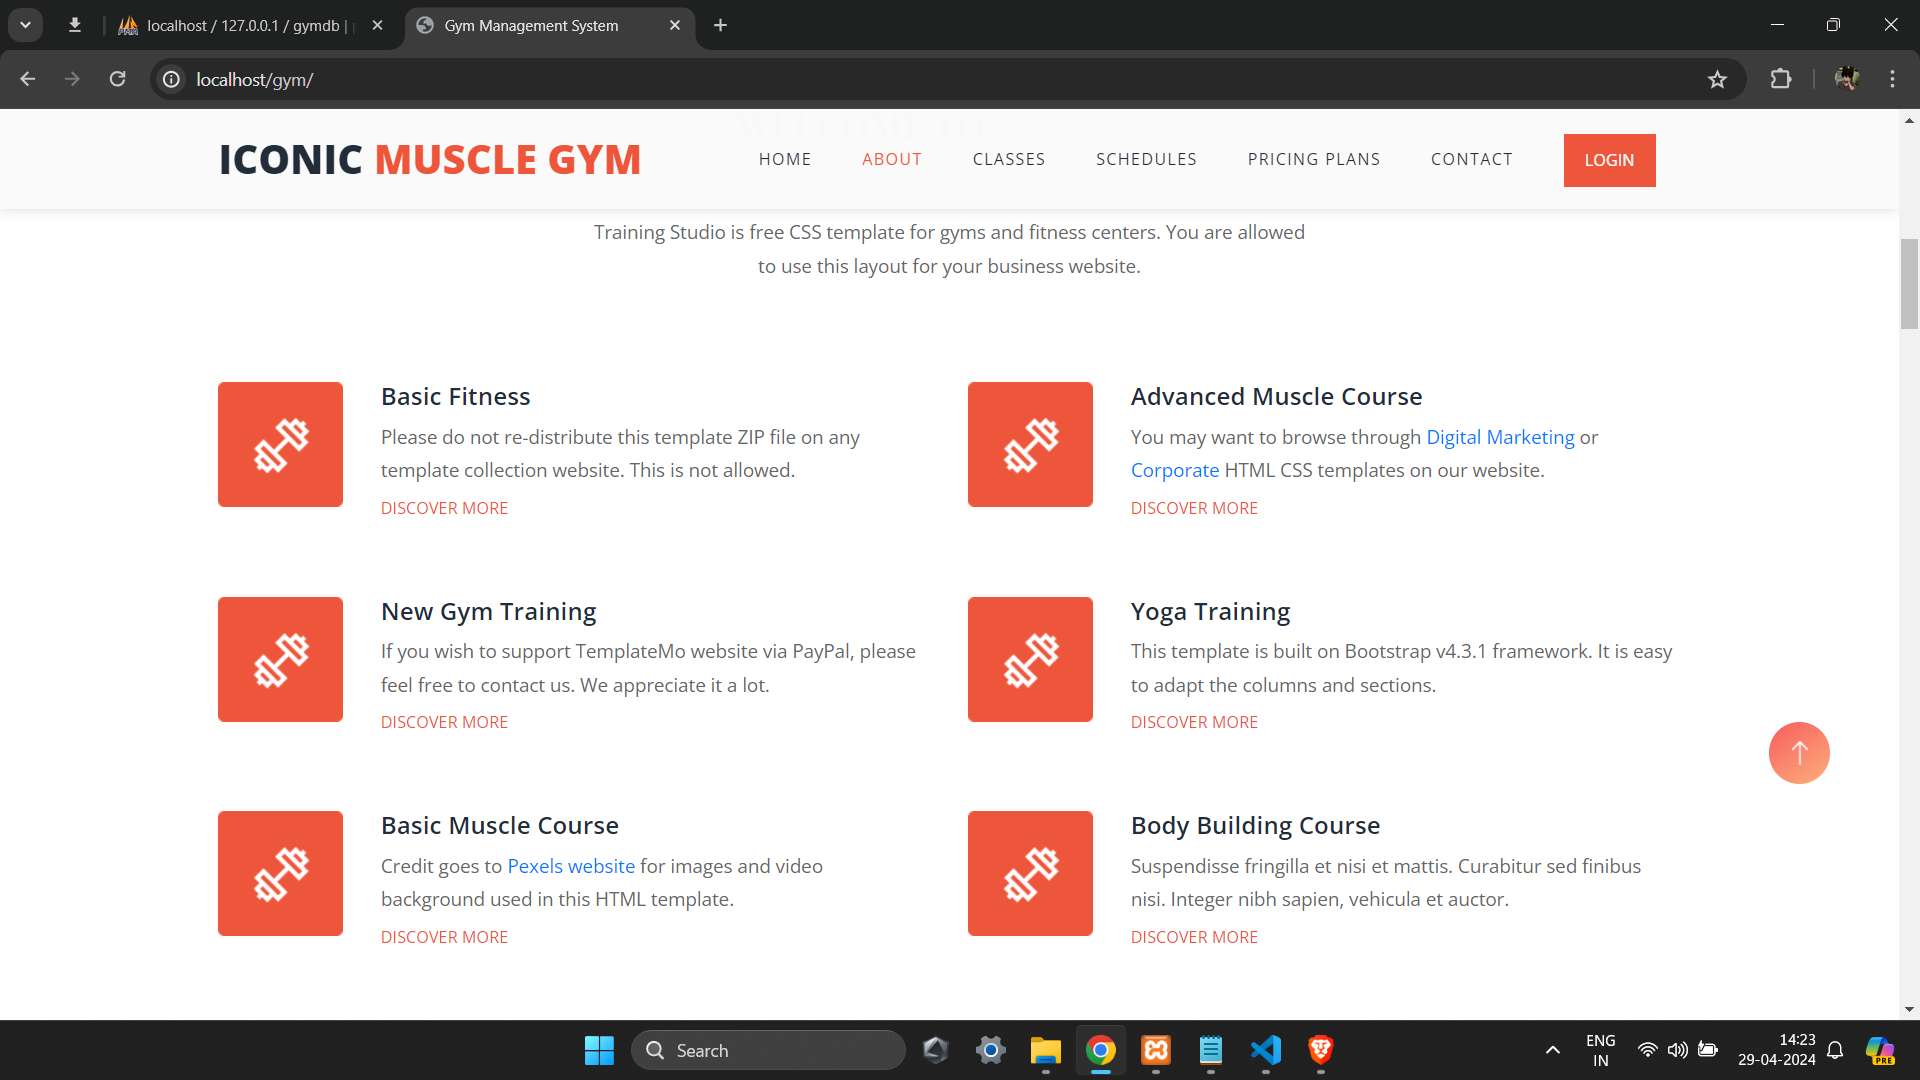 localhost / 127.0.0.1 / gymdb |
Gym Management System
localhost/gym/
ICONIC MUSCLE GYM
HOME
ABOUT
CLASSES
SCHEDULES
PRICING PLANS
CONTACT
LOGIN
Training Studio is free CSS template for gyms and fitness centers. You are allowed
to use this layout for your business website.
Basic Fitness
Please do not re-distribute this template ZIP file on any
template collection website. This is not allowed.
DISCOVER MORE
Advanced Muscle Course
You may want to browse through Digital Marketing or
Corporate HTML CSS templates on our website.
DISCOVER MORE
New Gym Training
If you wish to support TemplateMo website via PayPal, please
feel free to contact us. We appreciate it a lot.
DISCOVER MORE
Yoga Training
This template is built on Bootstrap v4.3.1 framework. It is easy
to adapt the columns and sections.
DISCOVER MORE
Basic Muscle Course
Credit goes to Pexels website for images and video
background used in this HTML template.
DISCOVER MORE
Body Building Course
Suspendisse fringilla et nisi et mattis. Curabitur sed finibus
nisi. Integer nibh sapien, vehicula et auctor.
DISCOVER MORE
Search
ENG
IN
14:23
29-04-2024
PRE